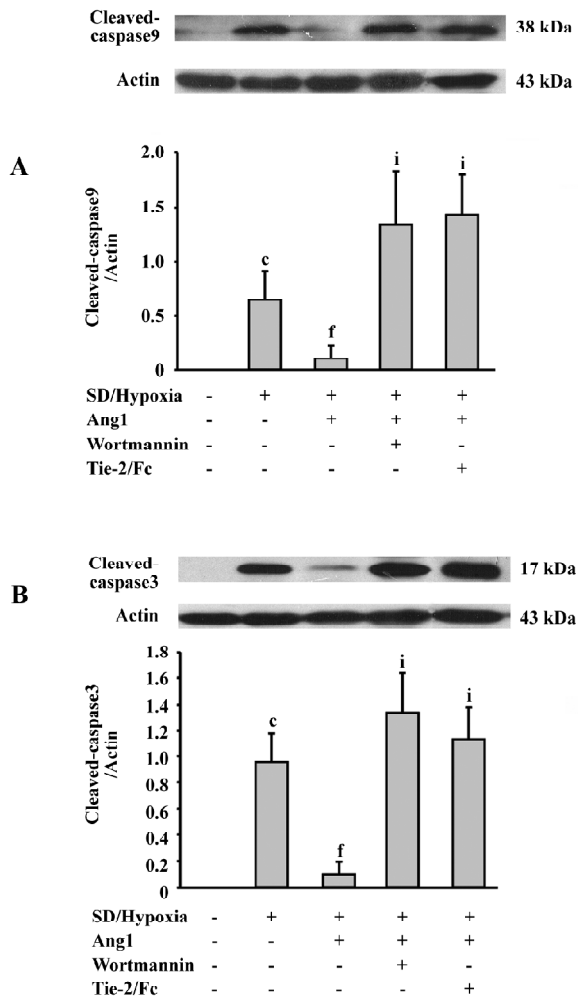 Cleaved-
caspase9
38 kDa
Actin
43 kDa
A
Cleaved-caspase9
/Actin
2.0
1.5
1.0
0.5
0
c
f
i
i
SD/Hypoxia - + + + +
Ang1 - - + + +
Wortmannin - - - + -
Tie-2/Fc - - - - +
Cleaved-
caspase3
17 kDa
B
Actin
43 kDa
Cleaved-caspase3
/Actin
1.8
1.6
1.4
1.2
1.0
0.8
0.6
0.4
0.2
0
c
f
i
i
SD/Hypoxia - + + + +
Ang1 - - + + +
Wortmannin - - - + -
Tie-2/Fc - - - - +